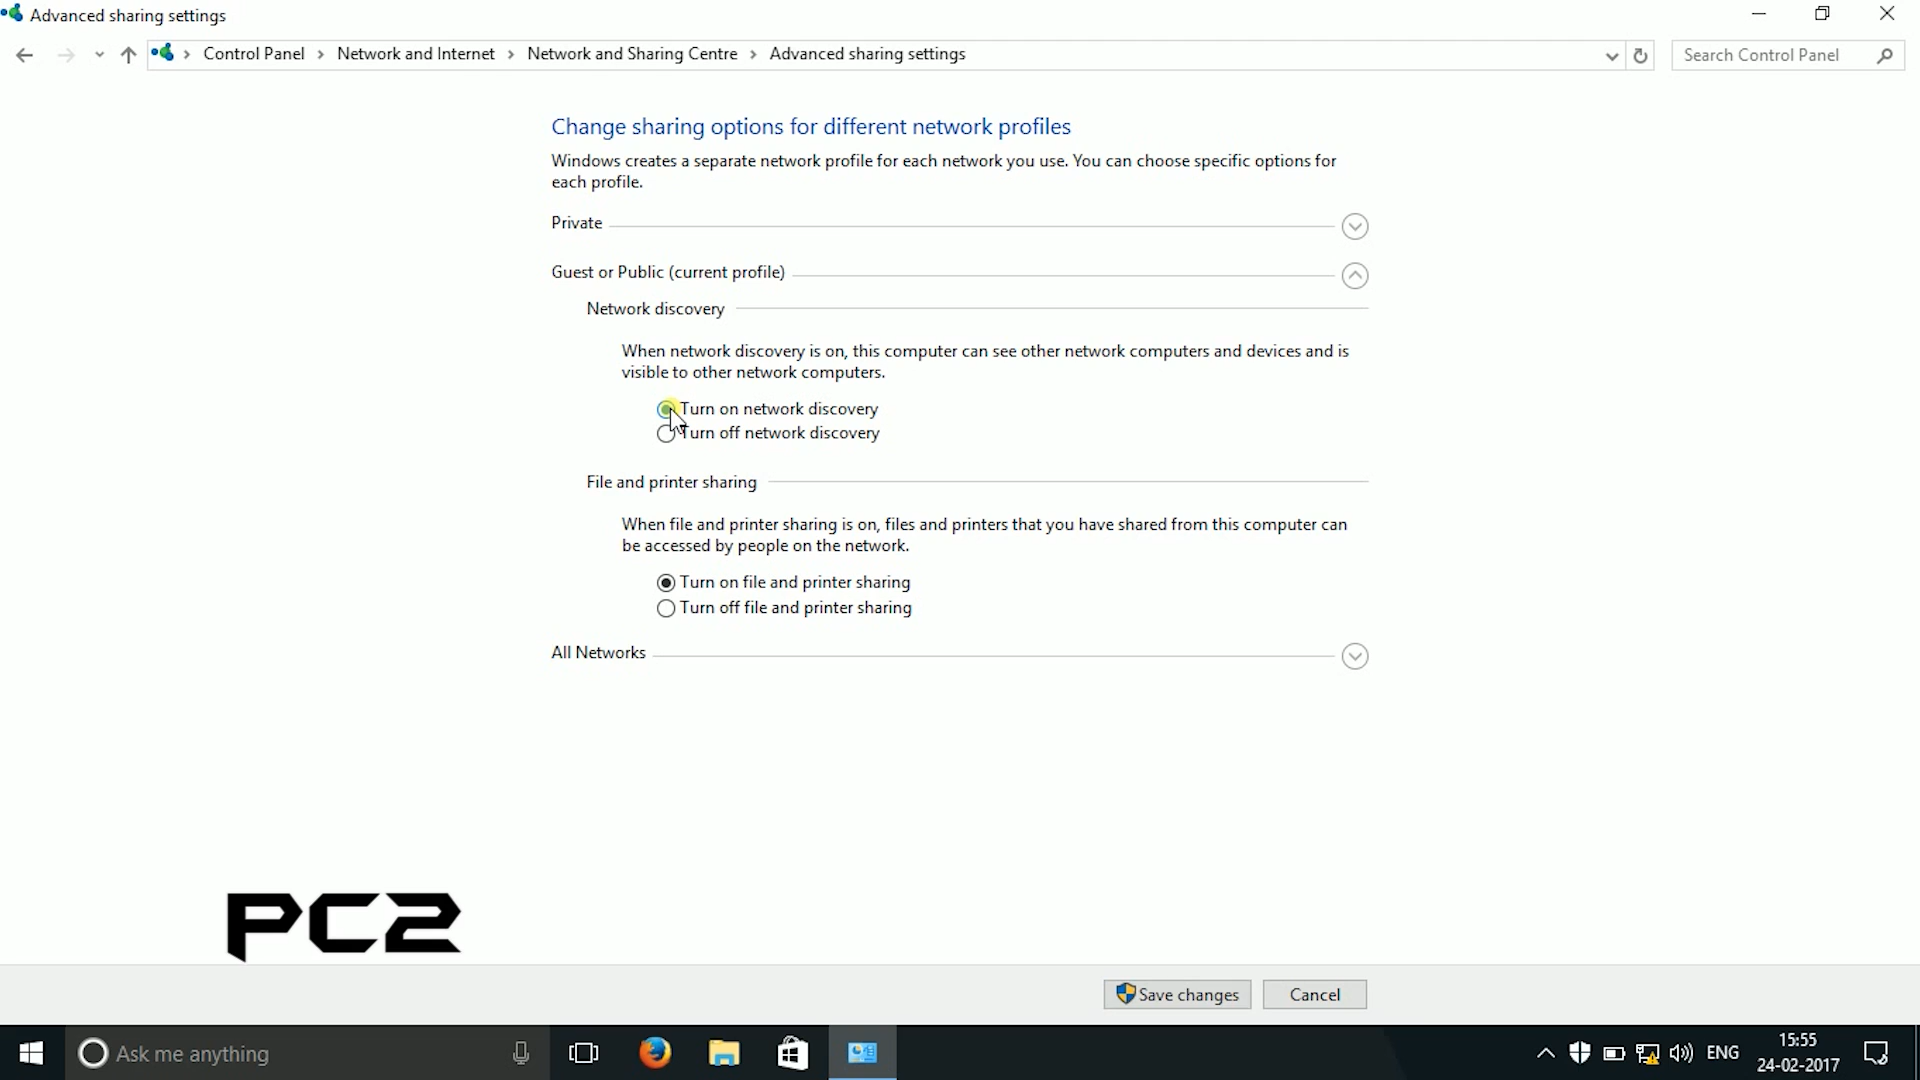 Advanced sharing settings
Control Panel > Network and Internet > Network and Sharing Centre > Advanced sharing settings
Search Control Panel
Change sharing options for different network profiles
Windows creates a separate network profile for each network you use. You can choose specific options for
each profile.
Private
Guest or Public (current profile)
Network discovery
When network discovery is on, this computer can see other network computers and devices and is
visible to other network computers.
Turn on network discovery
Turn off network discovery
File and printer sharing
When file and printer sharing is on, files and printers that you have shared from this computer can
be accessed by people on the network.
Turn on file and printer sharing
Turn off file and printer sharing
All Networks
PC2
Save changes
Cancel
Ask me anything
ENG
15:55
24-02-2017